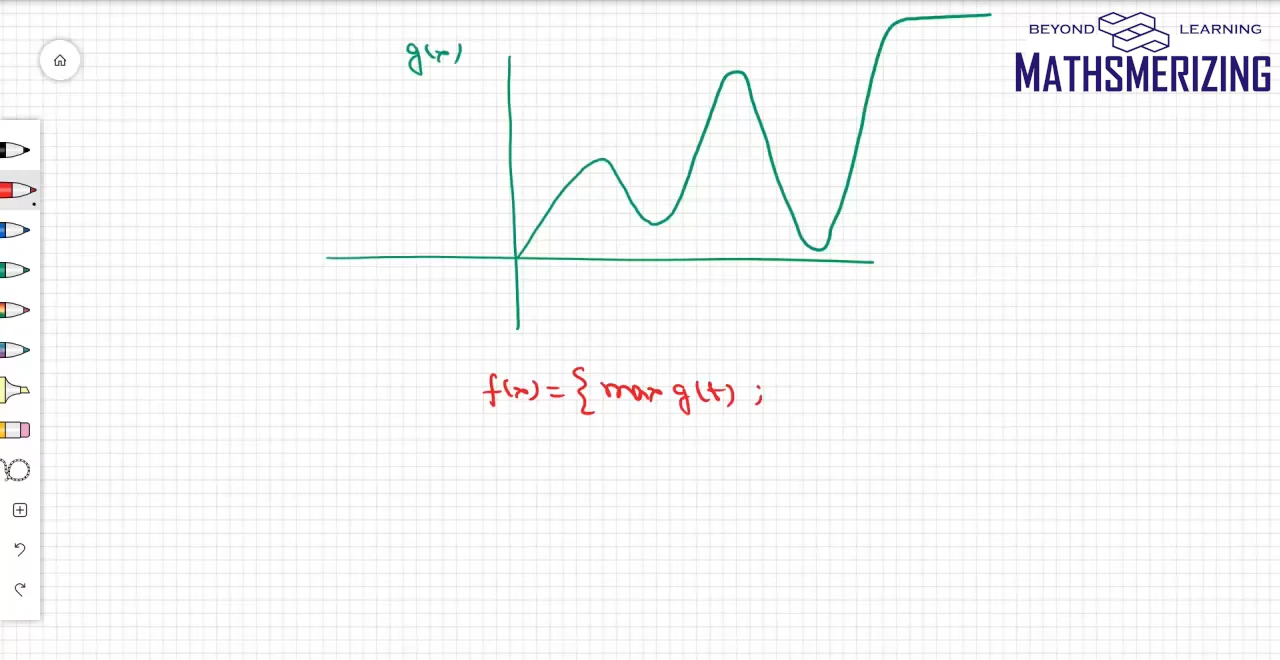 BEYOND LEARNING
MATHSMERIZING
g(x)
f(x) = { max g(t) ;